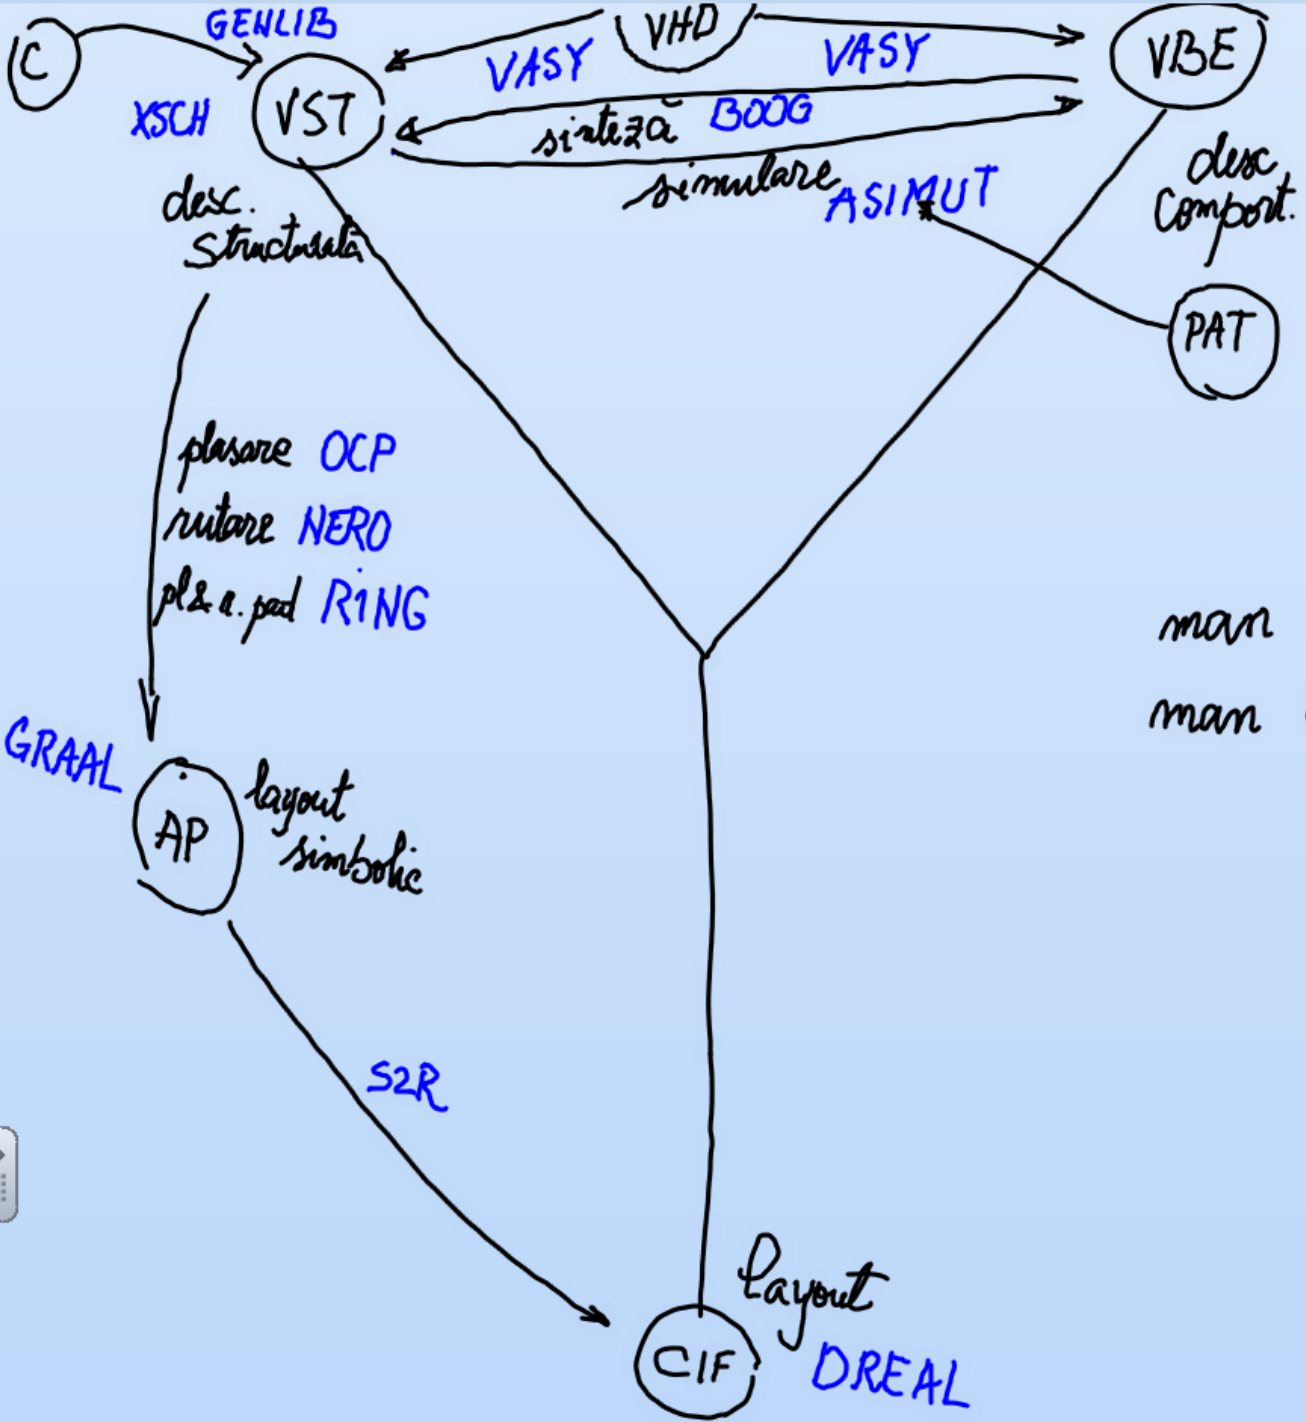 C
GENLIB
VHD
VASY
VASY
VBE
XSCH
VST
sinteză BOOG
simulare ASIMUT
desc.
Structurală
desc
Comport.
PAT
plasare OCP
rutare NERO
pl & r. pad RING
man
man
GRAAL
AP
layout
simbolic
S2R
layout
CIF
DREAL